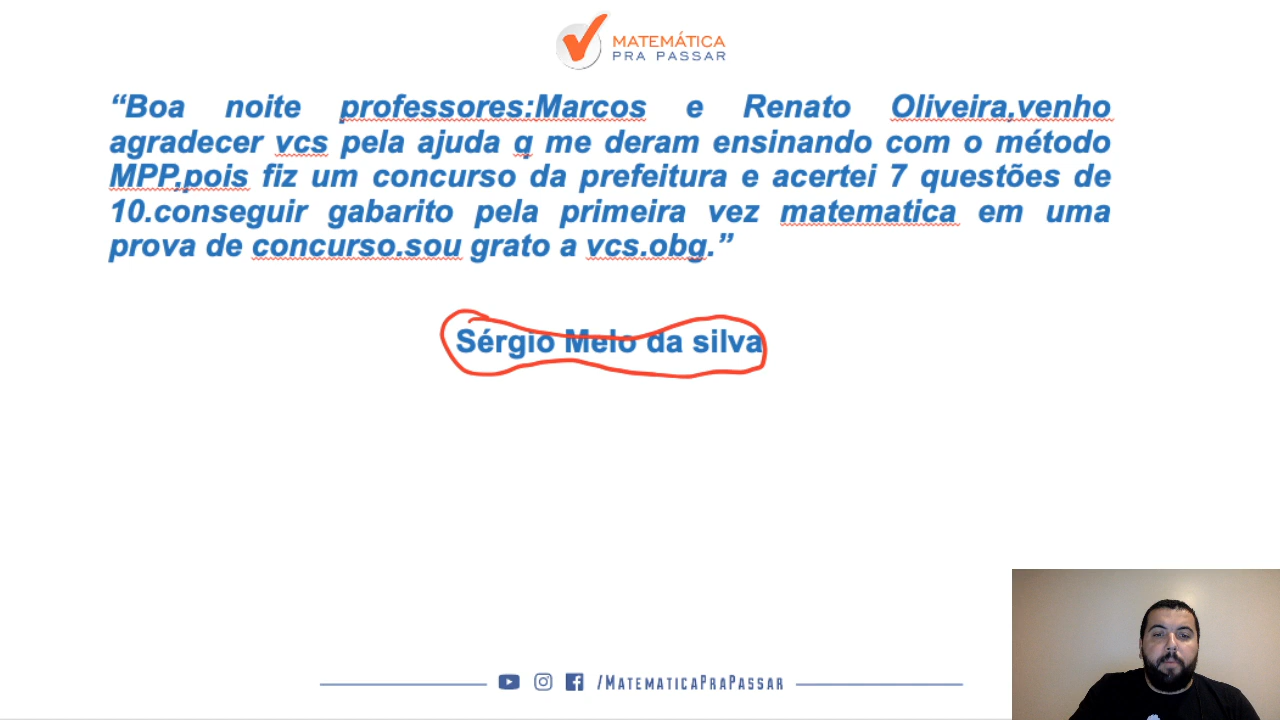 MATEMÁTICA
PRA PASSAR
“Boa noite professores:Marcos e Renato Oliveira,venho
agradecer vcs pela ajuda q me deram ensinando com o método
MPP,pois fiz um concurso da prefeitura e acertei 7 questões de
10.conseguir gabarito pela primeira vez matematica em uma
prova de concurso.sou grato a vcs.obg.”
Sérgio Melo da silva
/MATEMATICAPRAPASSAR